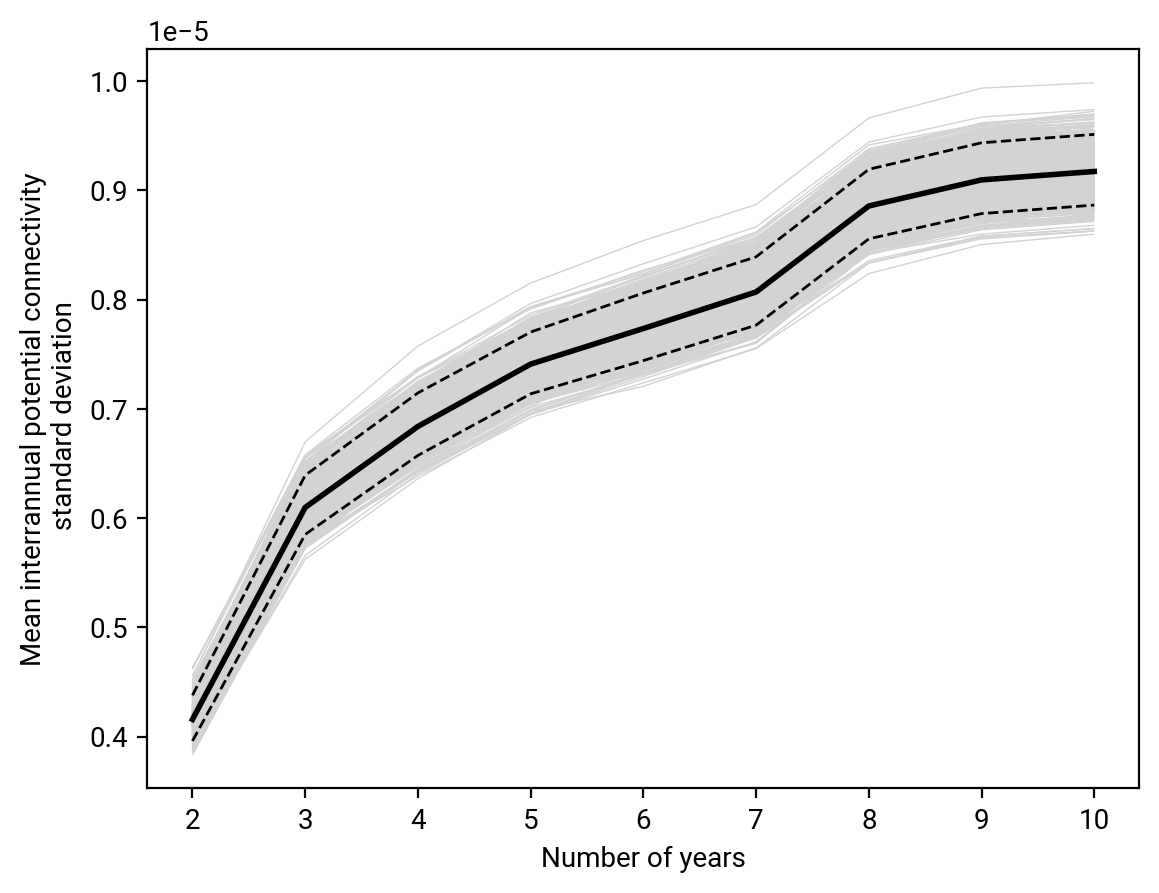 1e−5
1.0
0.9
0.8
0.7
0.6
0.5
0.4
Mean interrannual potential connectivity
standard deviation
2 3 4 5 6 7 8 9 10
Number of years